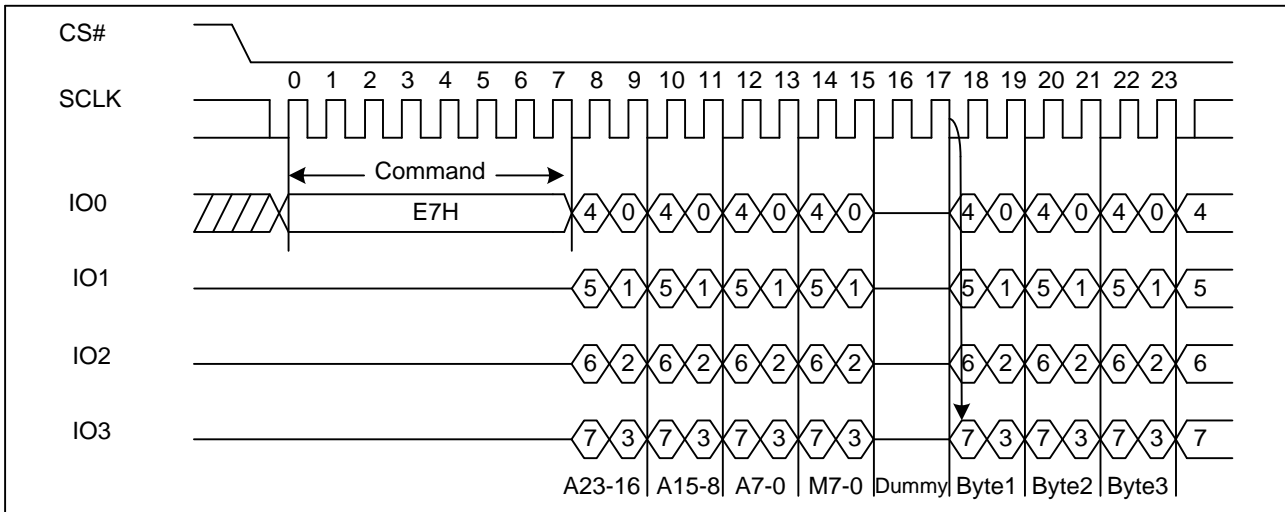 CS#
0 1 2 3 4 5 6 7 8 9 10 11 12 13 14 15 16 17 18 19 20 21 22 23
SCLK
Command
IO0 E7H 4 0 4 0 4 0 4 0 4 0 4 0 4 0 4
IO1 5 1 5 1 5 1 5 1 5 1 5 1 5 1 5
IO2 6 2 6 2 6 2 6 2 6 2 6 2 6 2 6
IO3 7 3 7 3 7 3 7 3 7 3 7 3 7 3 7
A23-16 A15-8 A7-0 M7-0 Dummy Byte1 Byte2 Byte3